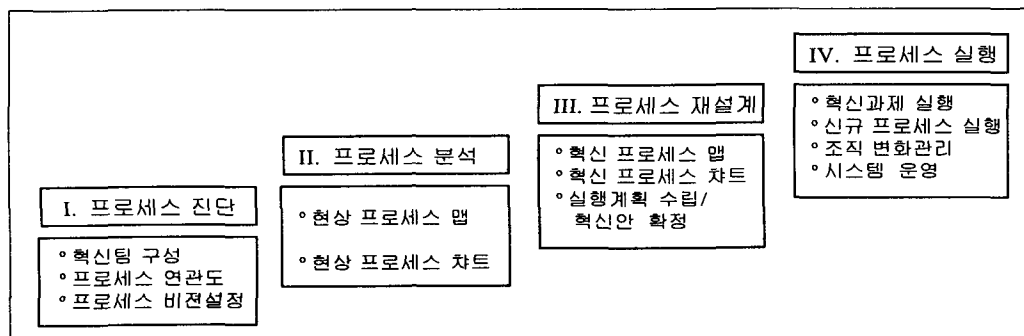 I. 프로세스 진단
° 혁신팀 구성
° 프로세스 연관도
° 프로세스 비젼설정
II. 프로세스 분석
° 현상 프로세스 맵
° 현상 프로세스 챠트
III. 프로세스 재설계
° 혁신 프로세스 맵
° 혁신 프로세스 챠트
° 실행계획 수립/
혁신안 확정
IV. 프로세스 실행
° 혁신과제 실행
° 신규 프로세스 실행
° 조직 변화관리
° 시스템 운영